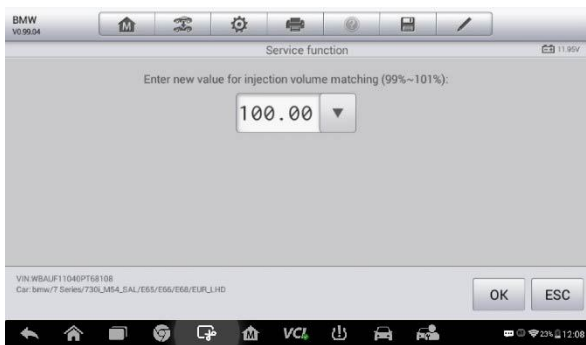 BMW
V0.99.04
Service function
11.95V
Enter new value for injection volume matching (99%~101%):
100.00
VIN:WBAUF11040PT68108
Car: bmw/7 Series/730i_M54_SAL/E65/E66/E68/EUR_LHD
OK
ESC
VCI
23%
12:08